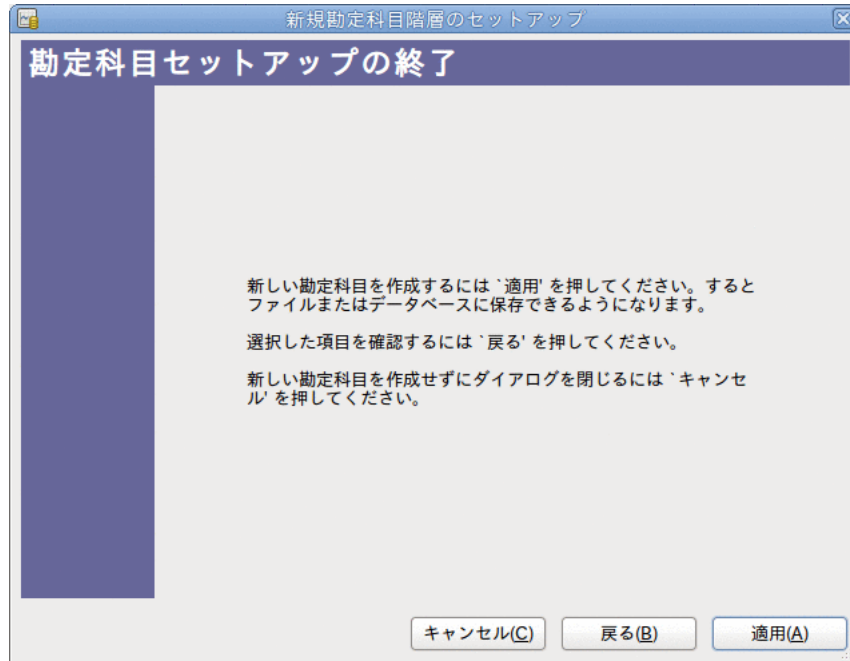 新規勘定科目階層のセットアップ
勘定科目セットアップの終了
新しい勘定科目を作成するには `適用' を押してください。すると
ファイルまたはデータベースに保存できるようになります。
選択した項目を確認するには `戻る' を押してください。
新しい勘定科目を作成せずにダイアログを閉じるには `キャンセ
ル' を押してください。
キャンセル(C) 戻る(B) 適用(A)